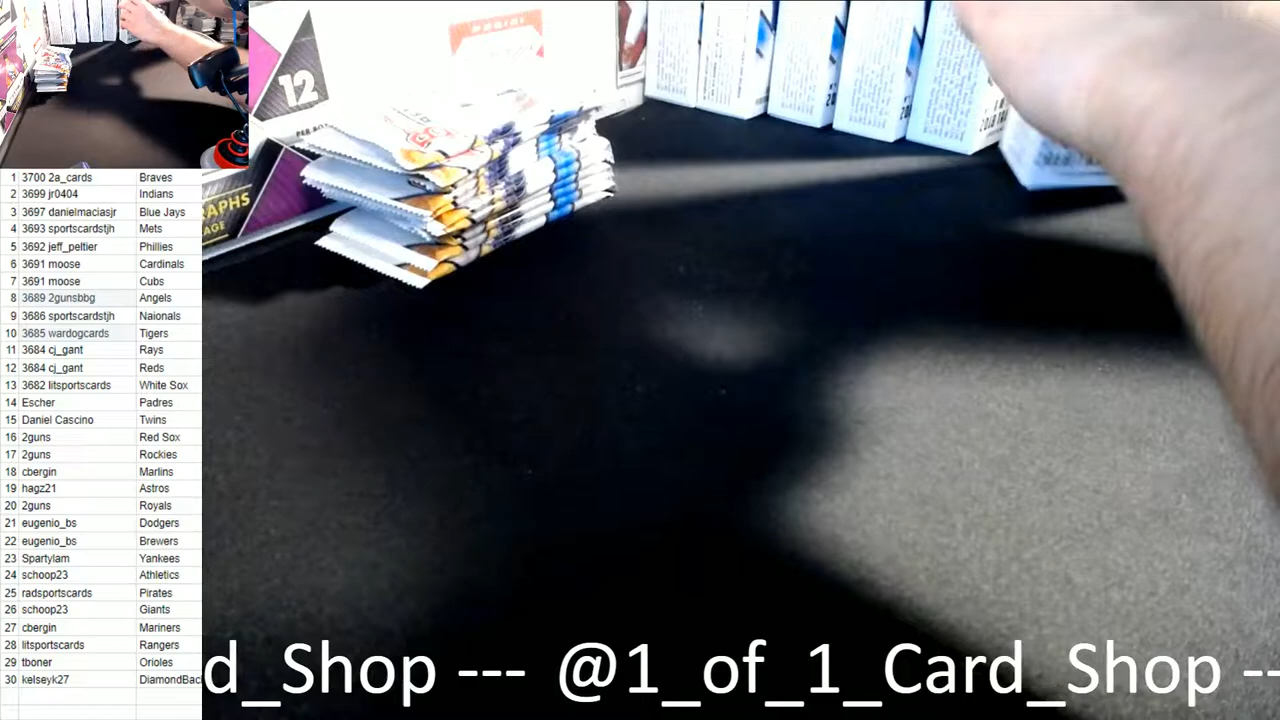 1 3700 2a_cards Braves
2 3699 jr0404 Indians
3 3697 danielmaciasjr Blue Jays
4 3693 sportscardstjh Mets
5 3692 jeff_peltier Phillies
6 3691 moose Cardinals
7 3691 moose Cubs
8 3689 2gunsbbg Angels
9 3686 sportscardstjh Naionals
10 3685 wardogcards Tigers
11 3684 cj_gant Rays
12 3684 cj_gant Reds
13 3682 litsportscards White Sox
14 Escher Padres
15 Daniel Cascino Twins
16 2guns Red Sox
17 2guns Rockies
18 cbergin Marlins
19 hagz21 Astros
20 2guns Royals
21 eugenio_bs Dodgers
22 eugenio_bs Brewers
23 Spartylam Yankees
24 schoop23 Athletics
25 radsportscards Pirates
26 schoop23 Giants
27 cbergin Mariners
28 litsportscards Rangers
29 tboner Orioles
30 kelseyk27 DiamondBac
PANINI
12
PER BO
APHS
AGE
d_Shop --- @1_of_1_Card_Shop --